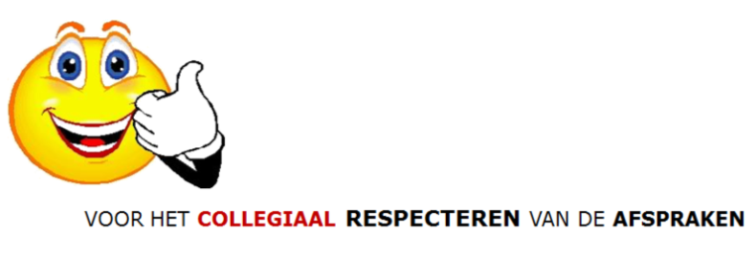 VOOR HET COLLEGIAAL RESPECTEREN VAN DE AFSPRAKEN